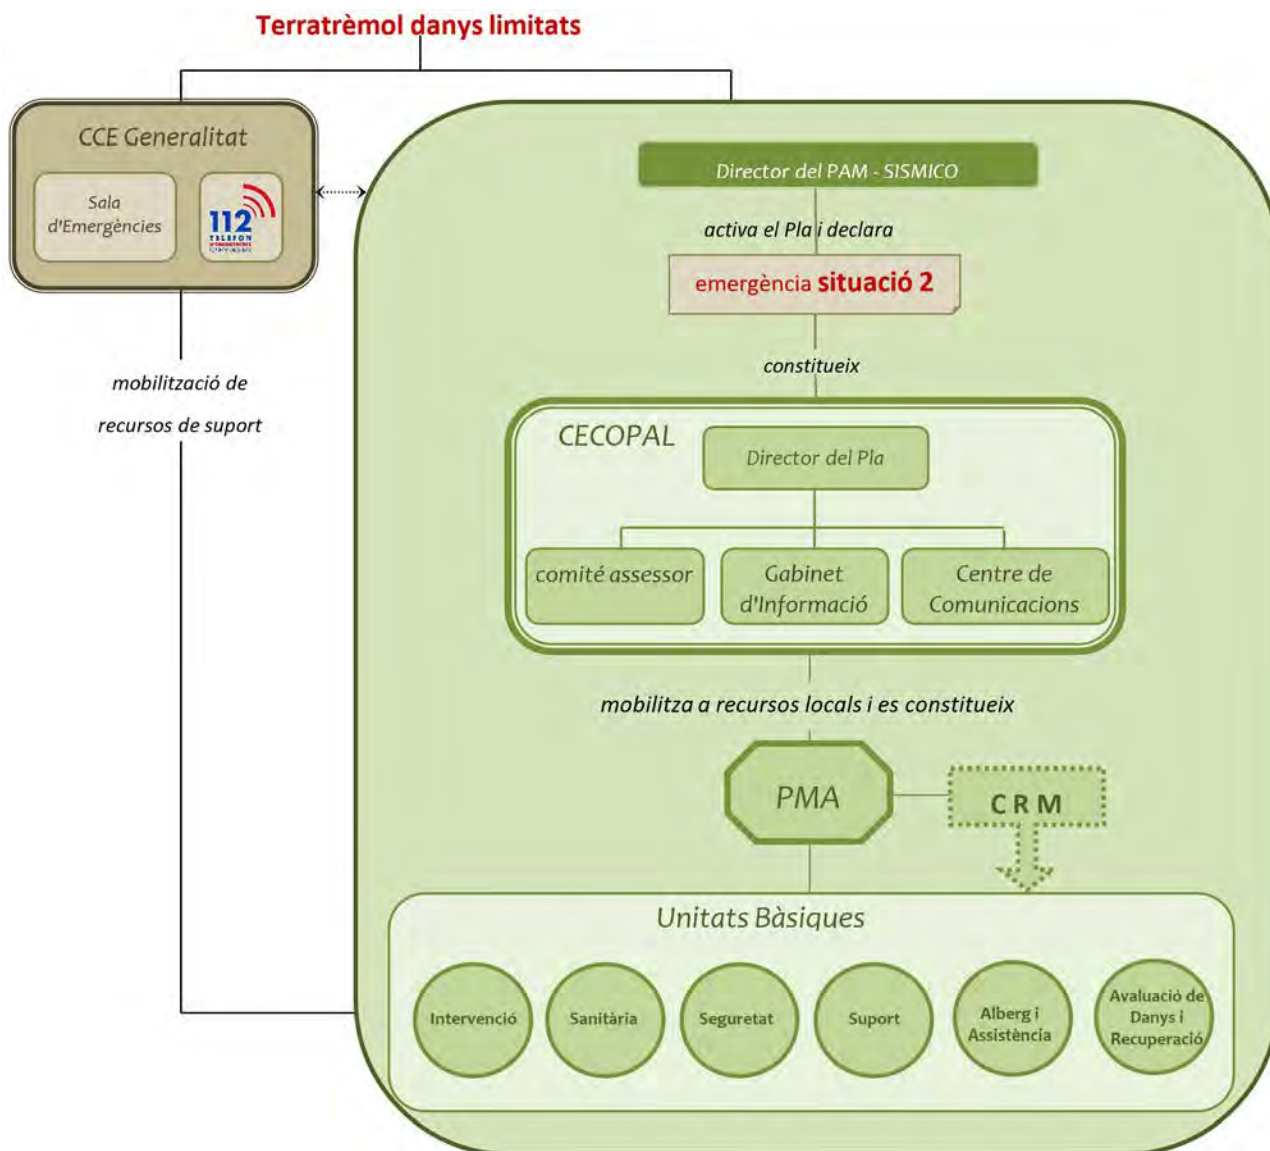 Terratrèmol danys limitats
CCE Generalitat
Sala
d'Emergències
112
TELÈFON
Director del PAM - SISMICO
activa el Pla i declara
emergència situació 2
constitueix
mobilització de
recursos de suport
CECOPAL
Director del Pla
comité assessor
Gabinet
d'Informació
Centre de
Comunicacions
mobilitza a recursos locals i es constitueix
PMA
C R M
Unitats Bàsiques
Intervenció
Sanitària
Seguretat
Suport
Alberg i
Assistència
Avaluació de
Danys i
Recuperació